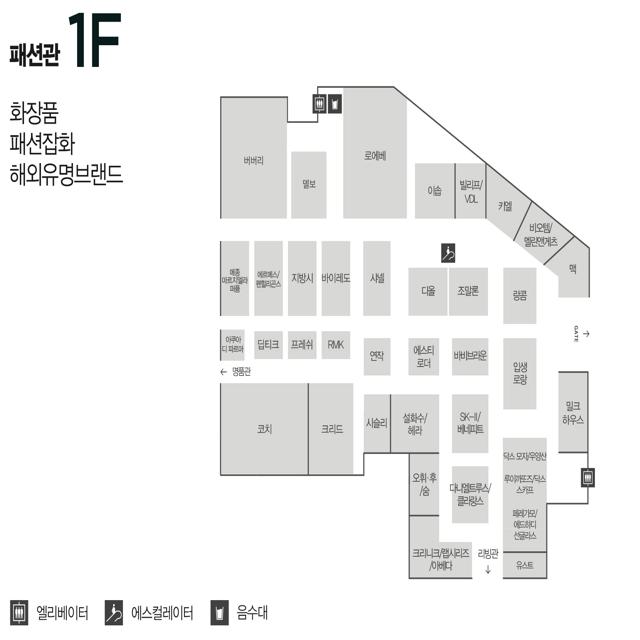 패션관 1F
화장품
패션잡화
해외유명브랜드
버버리
델보
로에베
이솝
빌리프/
VDL
키엘
비오템/
멜린앤게츠
맥
메종
마르지엘라
퍼퓸
에르메스/
펜할리곤스
지방시
바이레도
샤넬
디올
조말론
랑콤
GATE →
아쿠아
디 파르마
딥티크
프레쉬
RMK
연작
에스티
로더
바비브라운
입생
로랑
← 명품관
코치
크리드
시슬리
설화수/
헤라
SK-II/
베네피트
밀크
하우스
오휘·후
/숨
다니엘트루스/
클라랑스
닥스 모자/우양산
루이까또즈/닥스
스카프
페레가모/
에드하디
선글라스
크리니크/랩시리즈
/아베다
리빙관
↓
유스트
엘리베이터
에스컬레이터
음수대